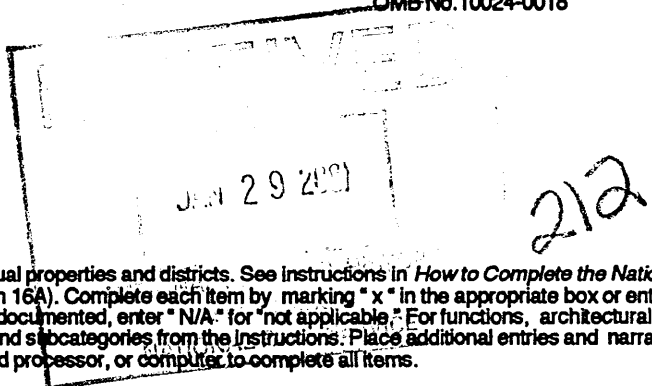 OMB No.10024-0018
JAN 29 2001
212
ual properties and districts. See instructions in How to Complete the Natio
n 16A). Complete each item by marking " x " in the appropriate box or ent
documented, enter " N/A " for "not applicable." For functions, architectural
nd subcategories from the instructions. Place additional entries and narra
d processor, or computer to complete all items.